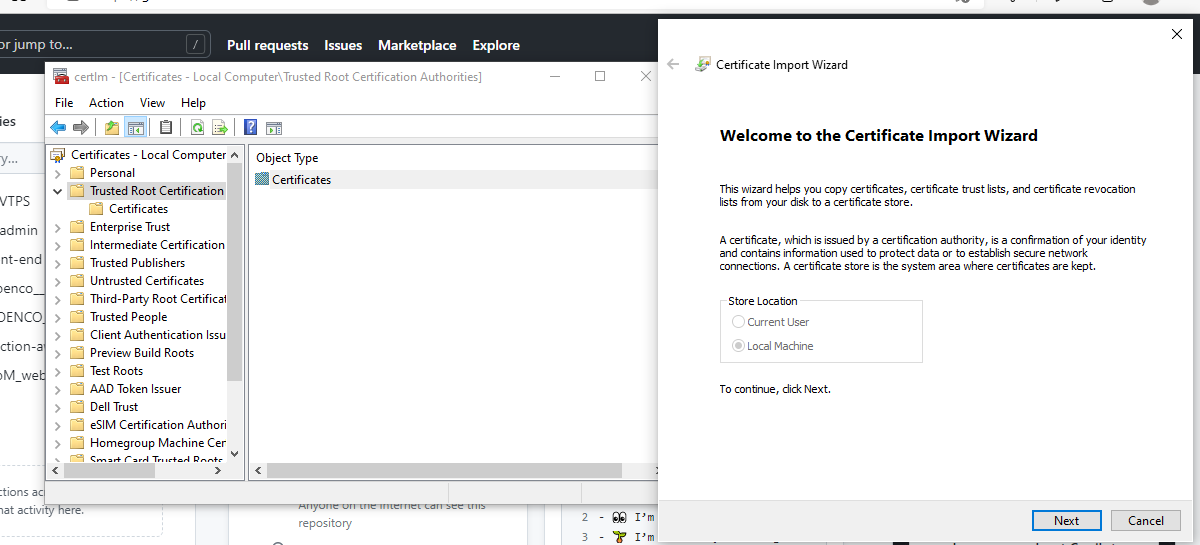 or jump to...
/
Pull requests
Issues
Marketplace
Explore
certlm - [Certificates - Local Computer\Trusted Root Certification Authorities]
File
Action
View
Help
Certificates - Local Computer
Personal
Trusted Root Certification
Certificates
Enterprise Trust
Intermediate Certification
Trusted Publishers
Untrusted Certificates
Third-Party Root Certificat
Trusted People
Client Authentication Issu
Preview Build Roots
Test Roots
AAD Token Issuer
Dell Trust
eSIM Certification Authori
Homegroup Machine Cer
Smart Card Trusted Roots
Object Type
Certificates
Certificate Import Wizard
Welcome to the Certificate Import Wizard
This wizard helps you copy certificates, certificate trust lists, and certificate revocation
lists from your disk to a certificate store.
A certificate, which is issued by a certification authority, is a confirmation of your identity
and contains information used to protect data or to establish secure network
connections. A certificate store is the system area where certificates are kept.
Store Location
Current User
Local Machine
To continue, click Next.
Next
Cancel
ies
y...
VTPS
admin
nt-end
oenco__
OENCO_
ction-a
oM_web
ctions ac
hat activity here.
Anyone on the internet can see this
repository
2 - 👀 I'm
3 - 🌱 I'm